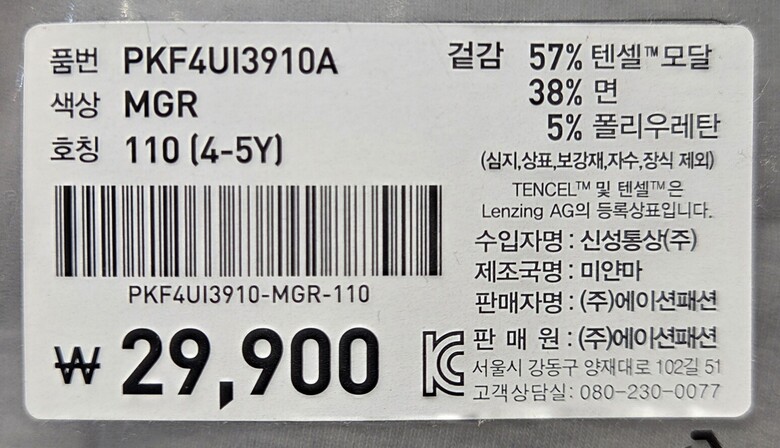 품번 PKF4UI3910A
색상 MGR
호칭 110 (4-5Y)
PKF4UI3910-MGR-110
₩ 29,900
겉감 57% 텐셀™모달
38% 면
5% 폴리우레탄
(심지,상표,보강재,자수,장식 제외)
TENCEL™ 및 텐셀™은
Lenzing AG의 등록상표입니다.
수입자명 : 신성통상(주)
제조국명 : 미얀마
판매자명 : (주)에이션패션
판 매 원 : (주)에이션패션
서울시 강동구 양재대로 102길 51
고객상담실: 080-230-0077